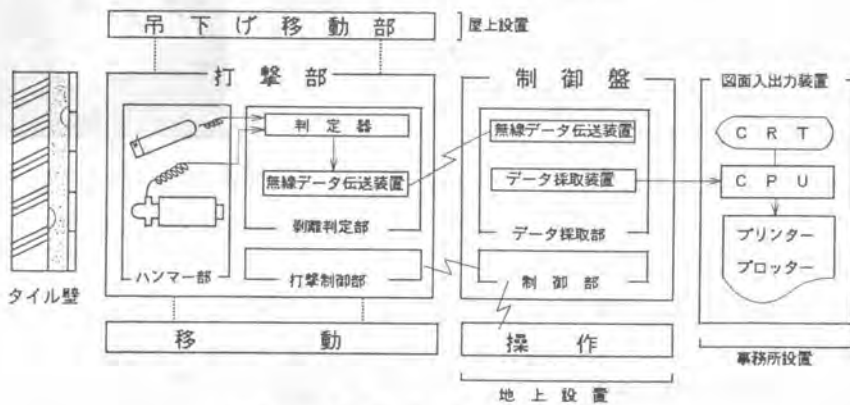 吊下げ移動部
屋上設置
打撃部
制御盤
図面入出力装置
判定器
無線データ伝送装置
無線データ伝送装置
データ採取装置
CRT
CPU
プリンター
プロッター
剥離判定部
データ採取部
ハンマー部
打撃制御部
制御部
タイル壁
移動
操作
事務所設置
地上設置